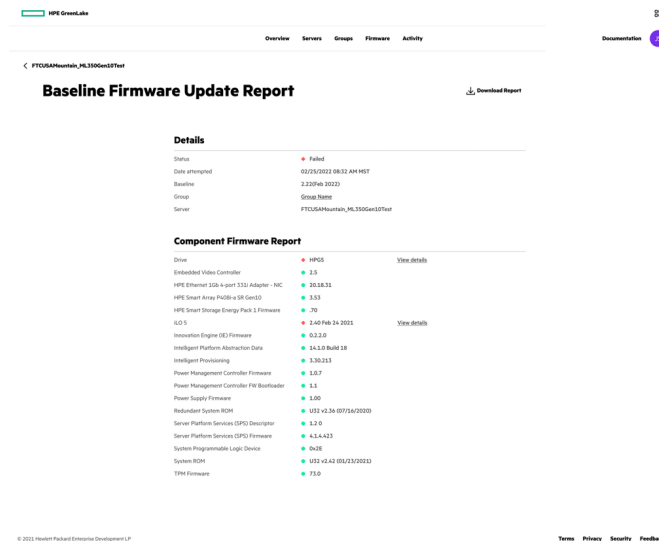 HPE GreenLake
Overview Servers Groups Firmware Activity Documentation
FTCUSAMountain_ML350Gen10Test
Baseline Firmware Update Report
Download Report
Details
Status Failed
Date attempted 02/25/2022 08:32 AM MST
Baseline 2.22(Feb 2022)
Group Group Name
Server FTCUSAMountain_ML350Gen10Test
Component Firmware Report
Drive HPG5 View details
Embedded Video Controller 2.5
HPE Ethernet 1Gb 4-port 331i Adapter - NIC 20.18.31
HPE Smart Array P408i-a SR Gen10 3.53
HPE Smart Storage Energy Pack 1 Firmware .70
iLO 5 2.40 Feb 24 2021 View details
Innovation Engine (IE) Firmware 0.2.2.0
Intelligent Platform Abstraction Data 14.1.0 Build 18
Intelligent Provisioning 3.30.213
Power Management Controller Firmware 1.0.7
Power Management Controller FW Bootloader 1.1
Power Supply Firmware 1.00
Redundant System ROM U32 v2.36 (07/16/2020)
Server Platform Services (SPS) Descriptor 1.2 0
Server Platform Services (SPS) Firmware 4.1.4.423
System Programmable Logic Device 0x2E
System ROM U32 v2.42 (01/23/2021)
TPM Firmware 73.0
© 2021 Hewlett Packard Enterprise Development LP Terms Privacy Security Feedba